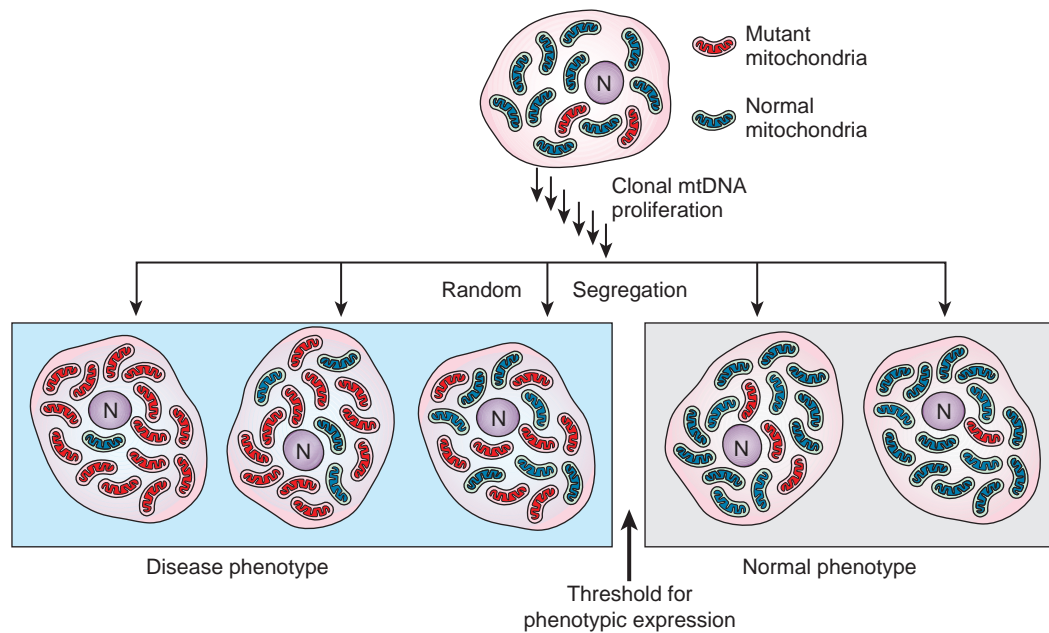 Mutant
mitochondria
N
Normal
mitochondria
Clonal mtDNA
proliferation
Random Segregation
N
N
N
N
N
Disease phenotype
Normal phenotype
Threshold for
phenotypic expression